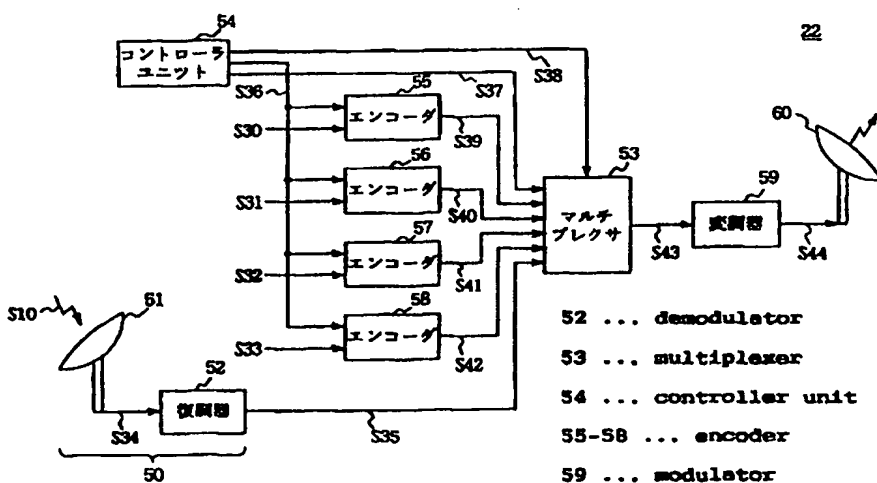 54
22
コントローラ
ユニット
S38
S36
S37
55
エンコーダ
S30
S39
60
56
エンコーダ
S31
S40
53
マルチ
プレクサ
59
変調器
S43
S44
57
エンコーダ
S32
S41
58
エンコーダ
S33
S42
S10
51
52
復調器
S34
S35
50
52 ... demodulator
53 ... multiplexer
54 ... controller unit
55-58 ... encoder
59 ... modulator